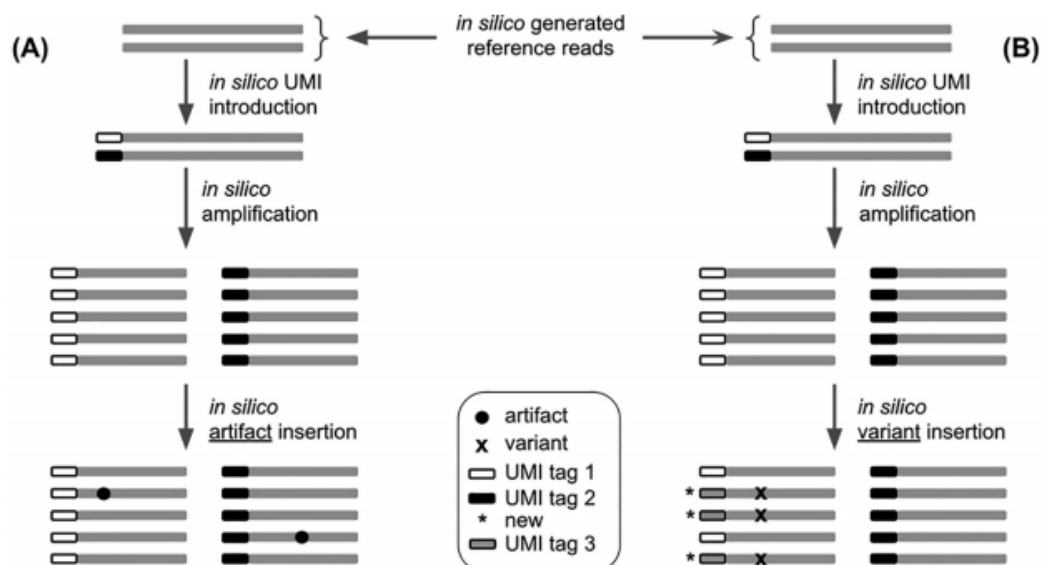 in silico generated
reference reads
(A)
(B)
in silico UMI
introduction
in silico UMI
introduction
in silico
amplification
in silico
amplification
in silico
artifact insertion
in silico
variant insertion
artifact
x variant
UMI tag 1
UMI tag 2
* new
UMI tag 3
* x
* x
* x